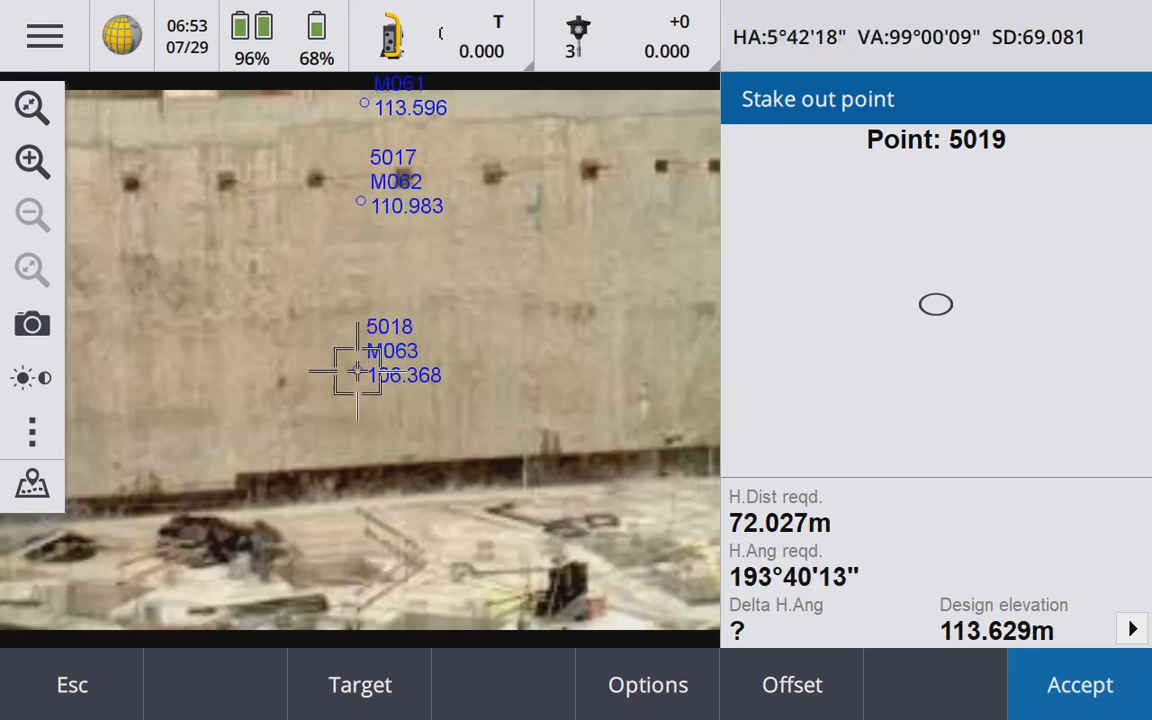 06:53
07/29
96%
68%
T
0.000
3
+0
0.000
HA:5°42'18" VA:99°00'09" SD:69.081
Stake out point
Point: 5019
M061
113.596
5017
M062
110.983
5018
M063
106.368
H.Dist reqd.
72.027m
H.Ang reqd.
193°40'13"
Delta H.Ang
?
Design elevation
113.629m
Esc
Target
Options
Offset
Accept